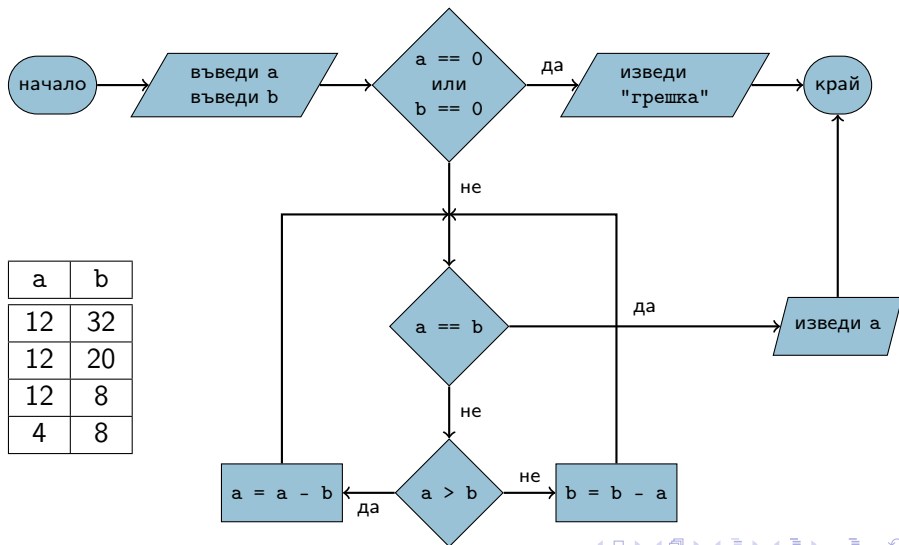 начало
въведи a
въведи b
a == 0
или
b == 0
да
изведи
"грешка"
край
не
a == b
да
изведи a
не
a > b
да
a = a - b
не
b = b - a
a b
12 32
12 20
12 8
4 8